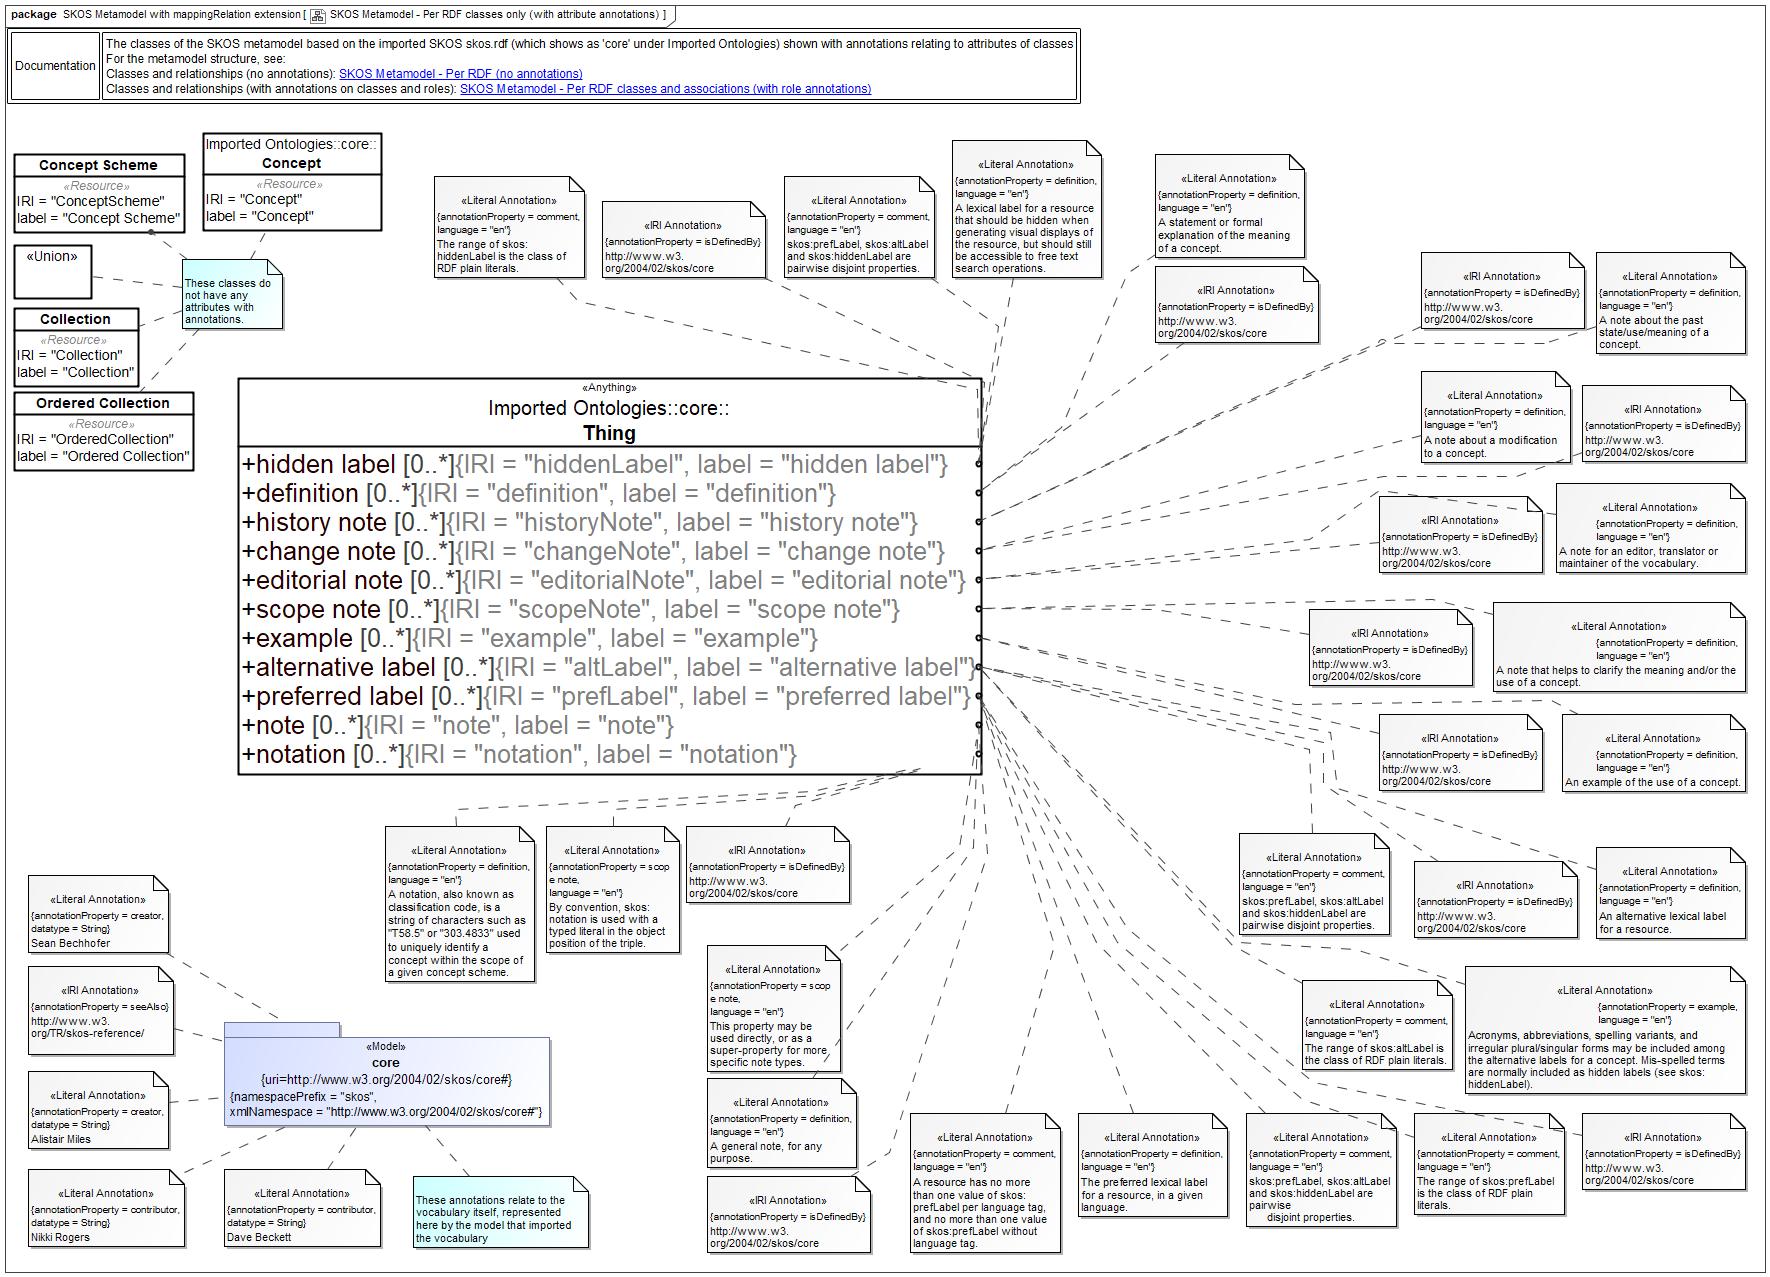 package SKOS Metamodel with mappingRelation extension [ SKOS Metamodel - Per RDF classes only (with attribute annotations) ]
Documentation
The classes of the SKOS metamodel based on the imported SKOS skos.rdf (which shows as 'core' under Imported Ontologies) shown with annotations relating to attributes of classes
For the metamodel structure, see:
Classes and relationships (no annotations): SKOS Metamodel - Per RDF (no annotations)
Classes and relationships (with annotations on classes and roles): SKOS Metamodel - Per RDF classes and associations (with role annotations)
Concept Scheme
«Resource»
IRI = "ConceptScheme"
label = "Concept Scheme"
Imported Ontologies::core::
Concept
«Resource»
IRI = "Concept"
label = "Concept"
«Union»
These classes do
not have any
attributes with
annotations.
Collection
«Resource»
IRI = "Collection"
label = "Collection"
Ordered Collection
«Resource»
IRI = "OrderedCollection"
label = "Ordered Collection"
«Literal Annotation»
{annotationProperty = comment,
language = "en"}
The range of skos:
hiddenLabel is the class of
RDF plain literals.
«IRI Annotation»
{annotationProperty = isDefinedBy}
http://www.w3.
org/2004/02/skos/core
«Literal Annotation»
{annotationProperty = comment,
language = "en"}
skos:prefLabel, skos:altLabel
and skos:hiddenLabel are
pairwise disjoint properties.
«Literal Annotation»
{annotationProperty = definition,
language = "en"}
A lexical label for a resource
that should be hidden when
generating visual displays of
the resource, but should still
be accessible to free text
search operations.
«Literal Annotation»
{annotationProperty = definition,
language = "en"}
A statement or formal
explanation of the meaning
of a concept.
«IRI Annotation»
{annotationProperty = isDefinedBy}
http://www.w3.
org/2004/02/skos/core
«IRI Annotation»
{annotationProperty = isDefinedBy}
http://www.w3.
org/2004/02/skos/core
«Literal Annotation»
{annotationProperty = definition,
language = "en"}
A note about the past
state/use/meaning of a
concept.
«Literal Annotation»
{annotationProperty = definition,
language = "en"}
A note about a modification
to a concept.
«IRI Annotation»
{annotationProperty = isDefinedBy}
http://www.w3.
org/2004/02/skos/core
«Anything»
Imported Ontologies::core::
Thing
+hidden label [0..*]{IRI = "hiddenLabel", label = "hidden label"}
+definition [0..*]{IRI = "definition", label = "definition"}
+history note [0..*]{IRI = "historyNote", label = "history note"}
+change note [0..*]{IRI = "changeNote", label = "change note"}
+editorial note [0..*]{IRI = "editorialNote", label = "editorial note"}
+scope note [0..*]{IRI = "scopeNote", label = "scope note"}
+example [0..*]{IRI = "example", label = "example"}
+alternative label [0..*]{IRI = "altLabel", label = "alternative label"}
+preferred label [0..*]{IRI = "prefLabel", label = "preferred label"}
+note [0..*]{IRI = "note", label = "note"}
+notation [0..*]{IRI = "notation", label = "notation"}
«IRI Annotation»
{annotationProperty = isDefinedBy}
http://www.w3.
org/2004/02/skos/core
«Literal Annotation»
{annotationProperty = definition,
language = "en"}
A note for an editor, translator or
maintainer of the vocabulary.
«IRI Annotation»
{annotationProperty = isDefinedBy}
http://www.w3.
org/2004/02/skos/core
«Literal Annotation»
{annotationProperty = definition,
language = "en"}
A note that helps to clarify the meaning and/or the
use of a concept.
«IRI Annotation»
{annotationProperty = isDefinedBy}
http://www.w3.
org/2004/02/skos/core
«Literal Annotation»
{annotationProperty = definition,
language = "en"}
An example of the use of a concept.
«Literal Annotation»
{annotationProperty = definition,
language = "en"}
A notation, also known as
classification code, is a
string of characters such as
"T58.5" or "303.4833" used
to uniquely identify a
concept within the scope of
a given concept scheme.
«Literal Annotation»
{annotationProperty = scop
e note,
language = "en"}
By convention, skos:
notation is used with a
typed literal in the object
position of the triple.
«IRI Annotation»
{annotationProperty = isDefinedBy}
http://www.w3.
org/2004/02/skos/core
«Literal Annotation»
{annotationProperty = comment,
language = "en"}
skos:prefLabel, skos:altLabel
and skos:hiddenLabel are
pairwise disjoint properties.
«IRI Annotation»
{annotationProperty = isDefinedBy}
http://www.w3.
org/2004/02/skos/core
«Literal Annotation»
{annotationProperty = definition,
language = "en"}
An alternative lexical label
for a resource.
«Literal Annotation»
{annotationProperty = creator,
datatype = String}
Sean Bechhofer
«IRI Annotation»
{annotationProperty = seeAlso}
http://www.w3.
org/TR/skos-reference/
«Literal Annotation»
{annotationProperty = creator,
datatype = String}
Alistair Miles
«Model»
core
{uri=http://www.w3.org/2004/02/skos/core#}
{namespacePrefix = "skos",
xmlNamespace = "http://www.w3.org/2004/02/skos/core#"}
«Literal Annotation»
{annotationProperty = contributor,
datatype = String}
Nikki Rogers
«Literal Annotation»
{annotationProperty = contributor,
datatype = String}
Dave Beckett
These annotations relate to the
vocabulary itself, represented
here by the model that imported
the vocabulary
«Literal Annotation»
{annotationProperty = scop
e note,
language = "en"}
This property may be
used directly, or as a
super-property for more
specific note types.
«Literal Annotation»
{annotationProperty = definition,
language = "en"}
A general note, for any
purpose.
«IRI Annotation»
{annotationProperty = isDefinedBy}
http://www.w3.
org/2004/02/skos/core
«Literal Annotation»
{annotationProperty = comment,
language = "en"}
The range of skos:altLabel is
the class of RDF plain literals.
«Literal Annotation»
{annotationProperty = example,
language = "en"}
Acronyms, abbreviations, spelling variants, and
irregular plural/singular forms may be included among
the alternative labels for a concept. Mis-spelled terms
are normally included as hidden labels (see skos:
hiddenLabel).
«Literal Annotation»
{annotationProperty = comment,
language = "en"}
A resource has no more
than one value of skos:
prefLabel per language tag,
and no more than one value
of skos:prefLabel without
language tag.
«Literal Annotation»
{annotationProperty = definition,
language = "en"}
The preferred lexical label
for a resource, in a given
language.
«Literal Annotation»
{annotationProperty = comment,
language = "en"}
skos:prefLabel, skos:altLabel
and skos:hiddenLabel are
pairwise
disjoint properties.
«Literal Annotation»
{annotationProperty = comment,
language = "en"}
The range of skos:prefLabel
is the class of RDF plain
literals.
«IRI Annotation»
{annotationProperty = isDefinedBy}
http://www.w3.
org/2004/02/skos/core